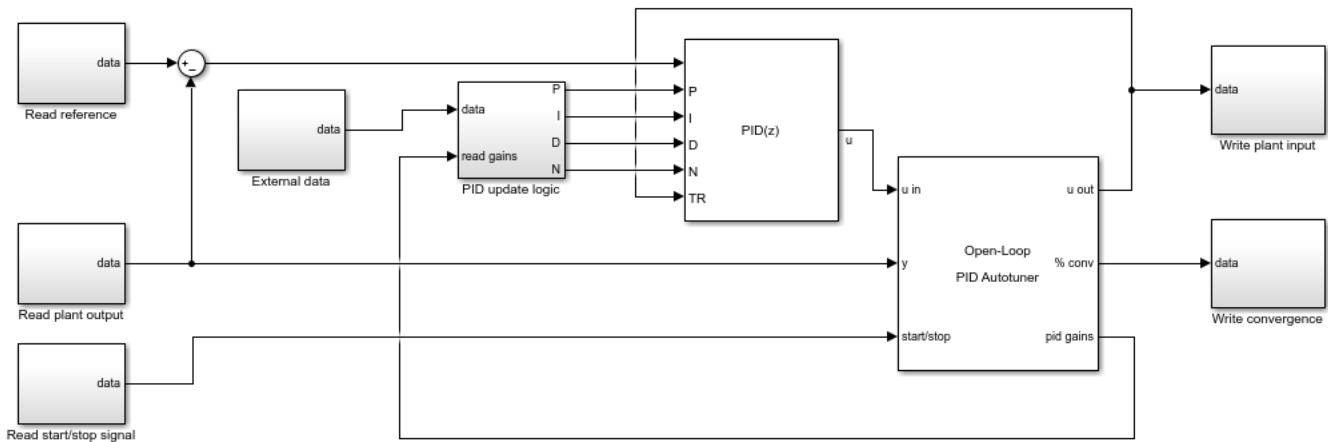 data
Read reference
+
−
data
External data
data
read gains
P
I
D
N
PID update logic
P
I
D
N
TR
PID(z)
u
data
Write plant input
data
Read plant output
u in
y
start/stop
Open-Loop
PID Autotuner
u out
% conv
pid gains
data
Write convergence
data
Read start/stop signal